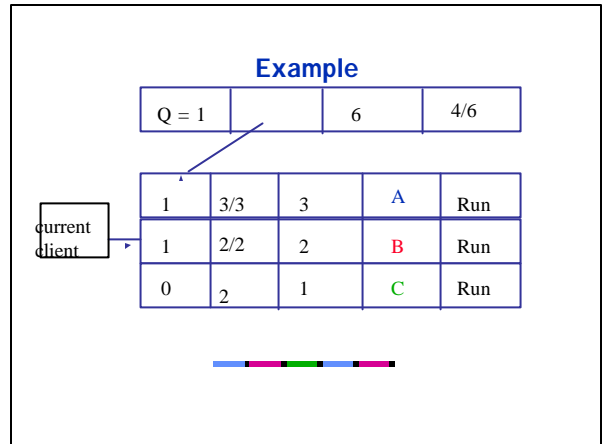 Example
Q = 1 6 4/6
1 3/3 3 A Run
current
client
1 2/2 2 B Run
0 2 1 C Run